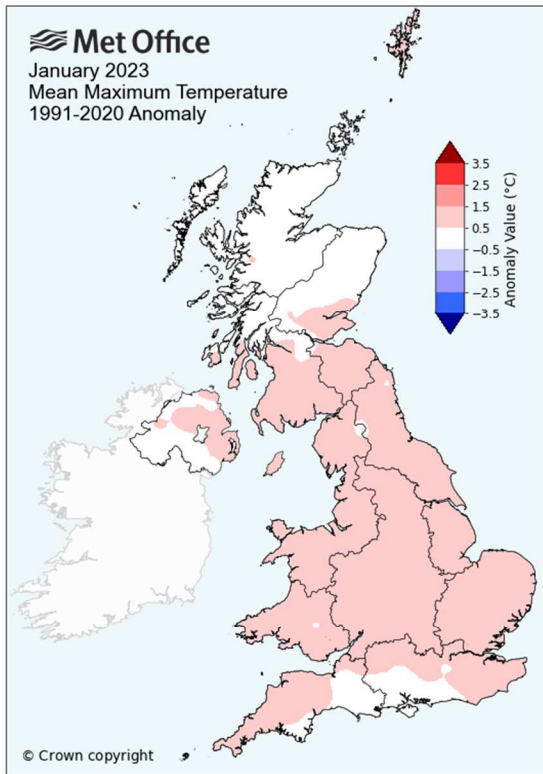 Met Office
January 2023
Mean Maximum Temperature
1991-2020 Anomaly
3.5
2.5
1.5
0.5
−0.5
−1.5
−2.5
−3.5
Anomaly Value (°C)
© Crown copyright